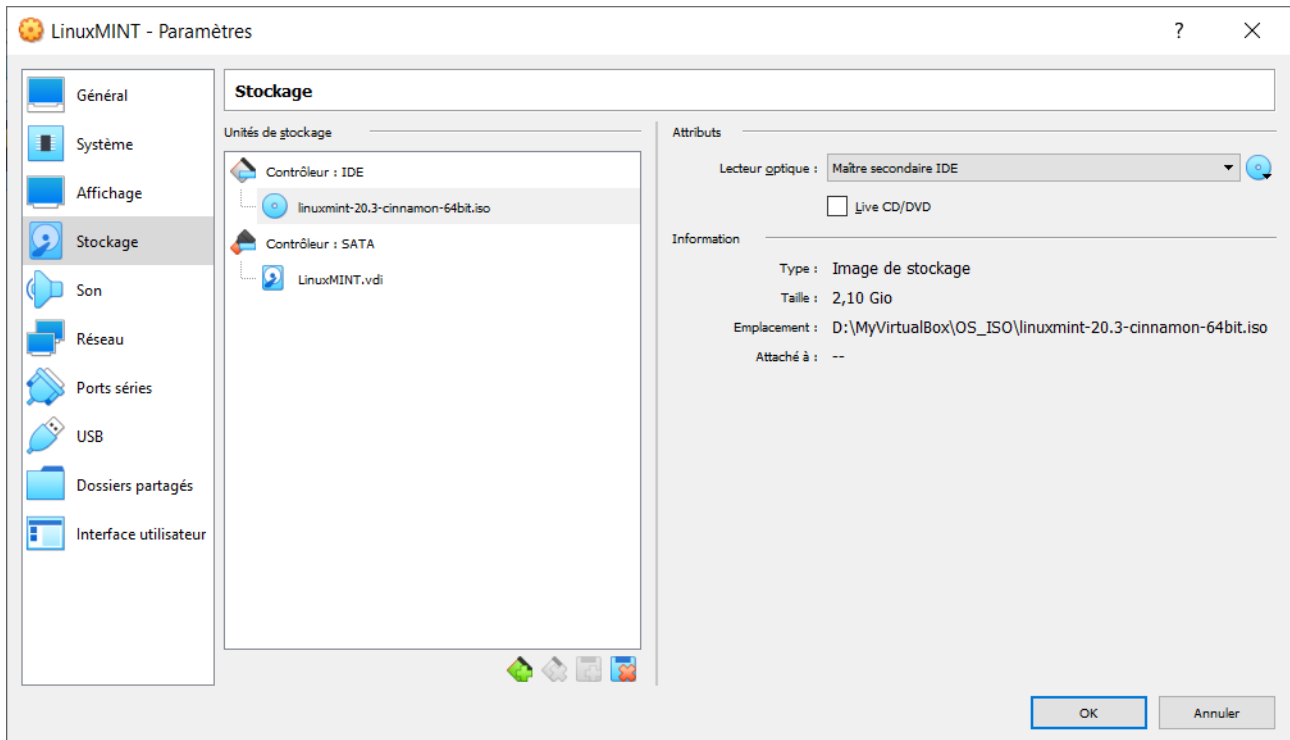 LinuxMINT - Paramètres
?
Général
Système
Affichage
Stockage
Son
Réseau
Ports séries
USB
Dossiers partagés
Interface utilisateur
Stockage
Unités de stockage
Contrôleur : IDE
linuxmint-20.3-cinnamon-64bit.iso
Contrôleur : SATA
LinuxMINT.vdi
Attributs
Lecteur optique : Maître secondaire IDE
Live CD/DVD
Information
Type : Image de stockage
Taille : 2,10 Gio
Emplacement : D:\MyVirtualBox\OS_ISO\linuxmint-20.3-cinnamon-64bit.iso
Attaché à : --
OK
Annuler